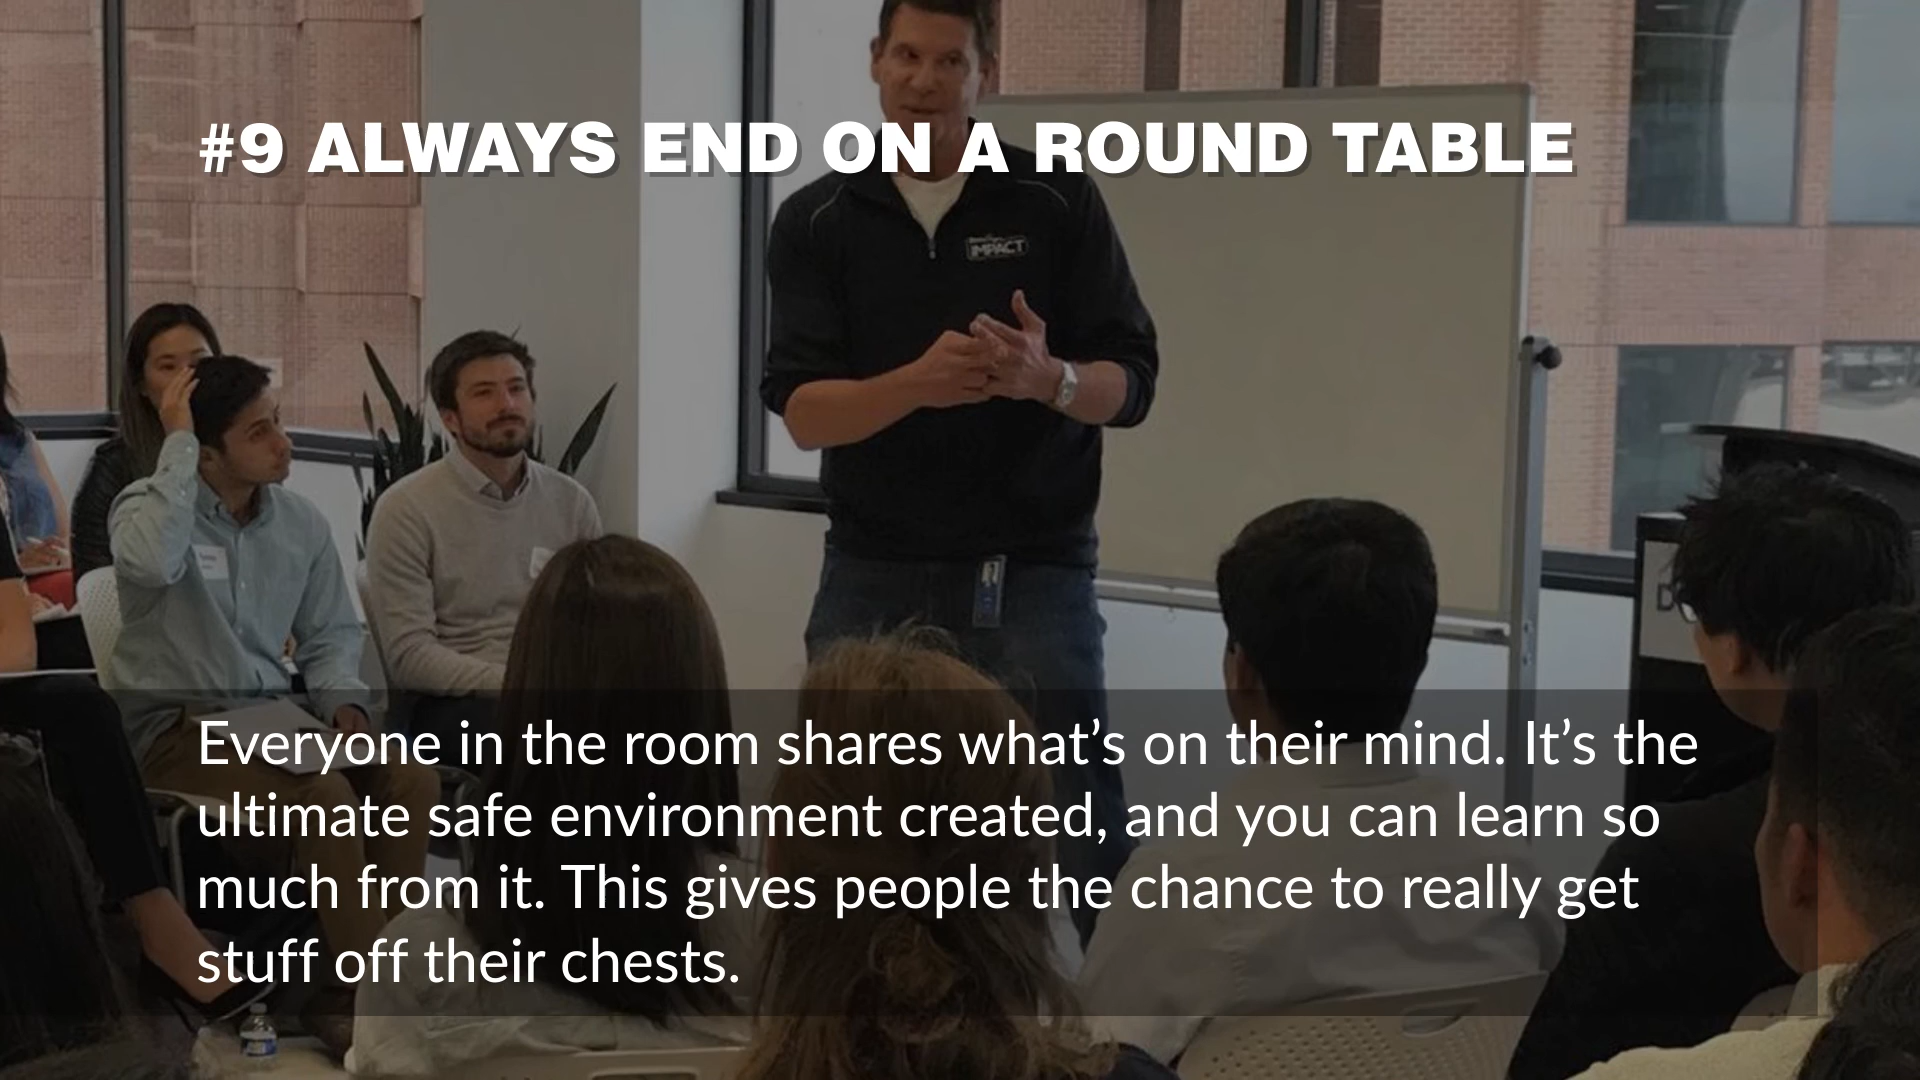 #9 ALWAYS END ON A ROUND TABLE
IMPACT
Everyone in the room shares what’s on their mind. It’s the
ultimate safe environment created, and you can learn so
much from it. This gives people the chance to really get
stuff off their chests.